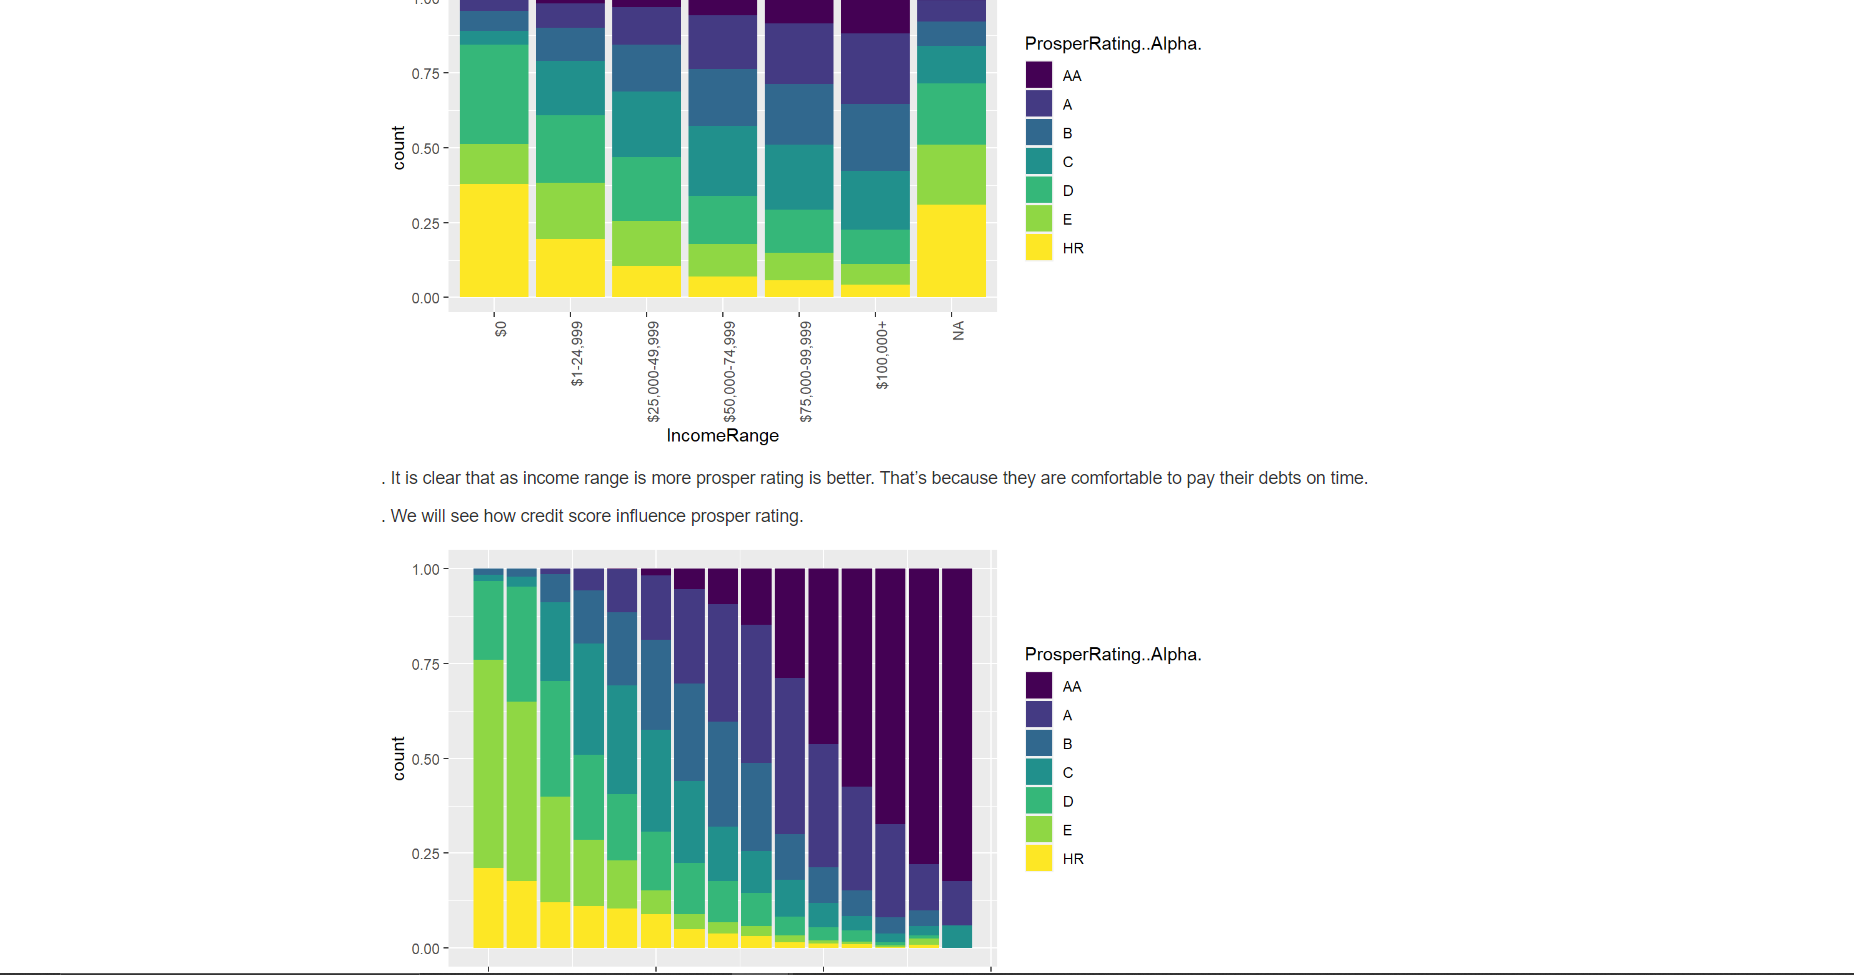 1.00
ProsperRating..Alpha.
AA
0.75
A
B
count
0.50
C
D
0.25
E
HR
0.00
$0
$1-24,999
$25,000-49,999
$50,000-74,999
$75,000-99,999
$100,000+
NA
IncomeRange
. It is clear that as income range is more prosper rating is better. That’s because they are comfortable to pay their debts on time.
. We will see how credit score influence prosper rating.
1.00
ProsperRating..Alpha.
0.75
AA
A
B
count
0.50
C
D
E
0.25
HR
0.00